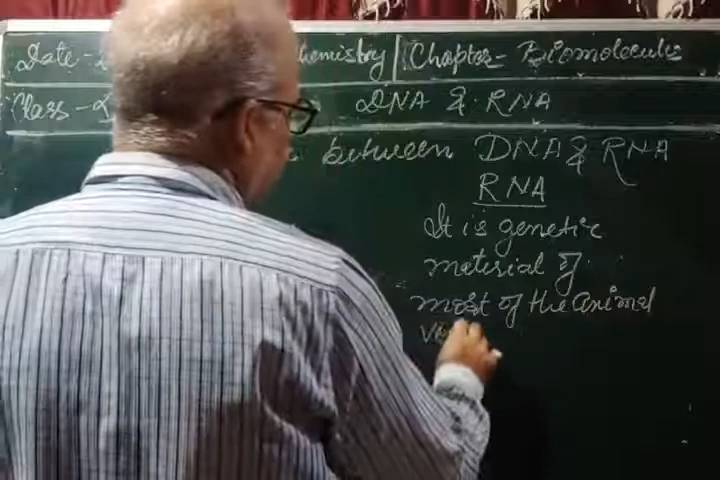 Date- hemistry | Chapter- Biomolecules
Class- DNA & RNA
between DNA & RNA
RNA
It is genetic
material of
most of the animal